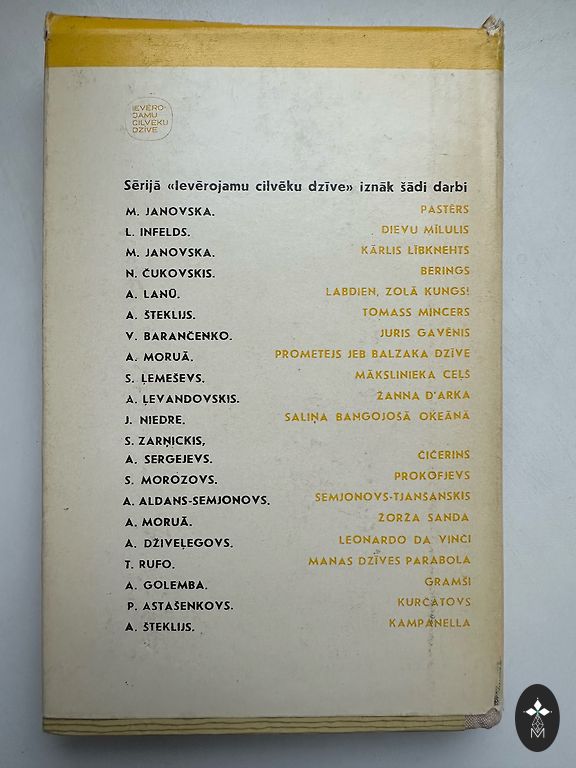 IEVĒRO-
JAMU
CILVĒKU
DZĪVE
Sērijā «Ievērojamu cilvēku dzīve» iznāk šādi darbi
M. JANOVSKA. PASTĒRS
L. INFELDS. DIEVU MĪLULIS
M. JANOVSKA. KĀRLIS LĪBKNEHTS
N. ČUKOVSKIS. BĒRINGS
A. LANŪ. LABDIEN, ZOLĀ KUNGS!
A. ŠTEKLIJS. TOMASS MINCERS
V. BARANČENKO. JURIS GAVĒNIS
A. MORUĀ. PROMETEJS JEB BALZAKA DZĪVE
S. ĻEMEŠEVS. MĀKSLINIEKA CEĻŠ
A. ĻEVANDOVSKIS. ŽANNA D'ARKA
J. NIEDRE. SALIŅA BANGOJOŠĀ OKEĀNĀ
S. ZARŅICKIS,
A. SERGEJEVS. ČIČERINS
S. MOROZOVS. PROKOFJEVS
A. ALDANS-SEMJONOVS. SEMJONOVS-TJANŠANSKIS
A. MORUĀ. ŽORŽA SANDA
A. DŽIVEĻEGOVS. LEONARDO DA VINČI
T. RUFO. MANAS DZĪVES PARABOLA
A. GOLEMBA. GRAMŠI
P. ASTAŠENKOVS. KURČATOVS
A. ŠTEKLIJS. KAMPANELLA
M